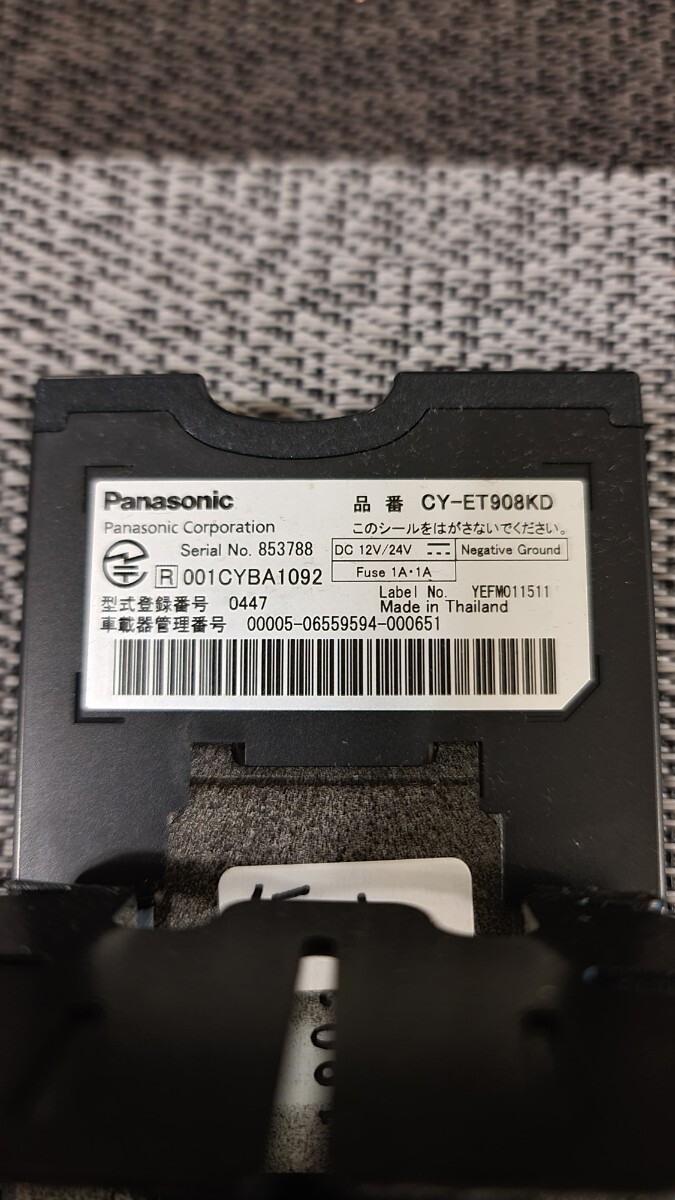 Panasonic 品番 CY-ET908KD
Panasonic Corporation このシールをはがさないでください。
Serial No. 853788 DC 12V/24V Negative Ground
R 001CYBA1092 Fuse 1A・1A
Label No. YEFM011511
型式登録番号 0447 Made in Thailand
車載器管理番号 00005-06559594-000651